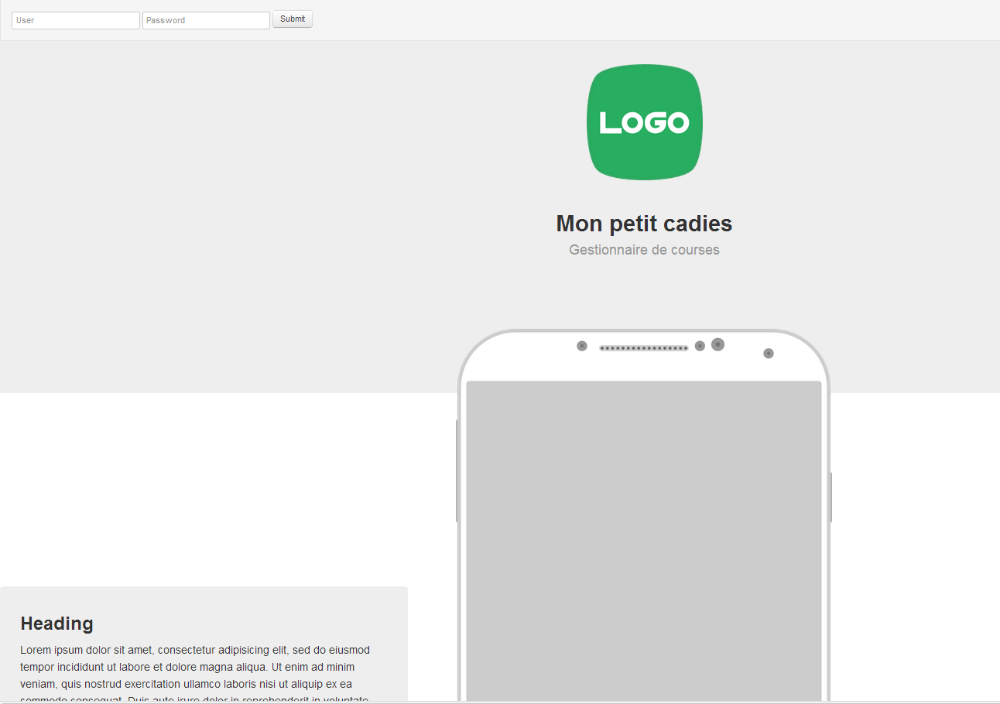 User Password Submit
LOGO
Mon petit cadies
Gestionnaire de courses
Heading
Lorem ipsum dolor sit amet, consectetur adipisicing elit, sed do eiusmod
tempor incididunt ut labore et dolore magna aliqua. Ut enim ad minim
veniam, quis nostrud exercitation ullamco laboris nisi ut aliquip ex ea
commodo consequat. Duis aute irure dolor in reprehenderit in voluptate